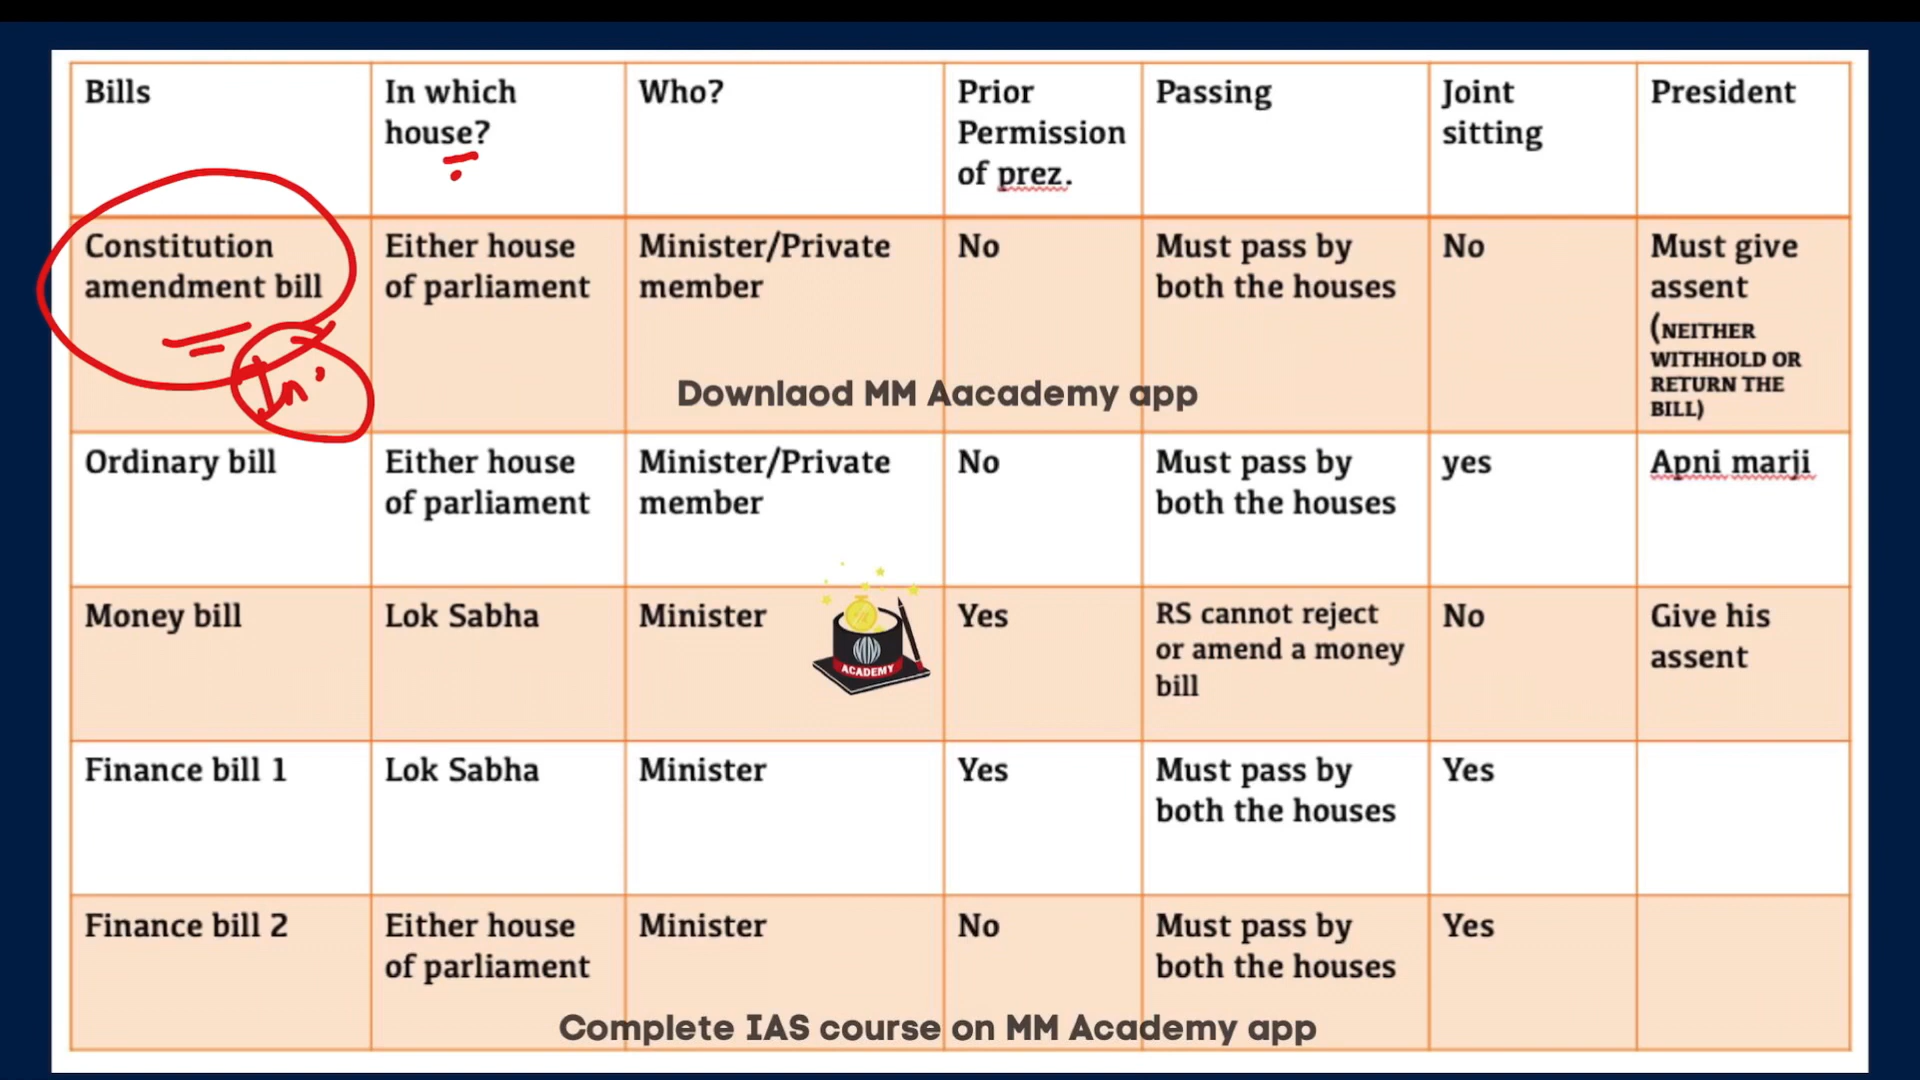 Bills
In which
house?
Who?
Prior
Permission
of prez.
Passing
Joint
sitting
President
Constitution
amendment bill
In
Either house
of parliament
Minister/Private
member
No
Must pass by
both the houses
No
Must give
assent
(NEITHER
WITHHOLD OR
RETURN THE
BILL)
Downlaod MM Aacademy app
Ordinary bill
Either house
of parliament
Minister/Private
member
No
Must pass by
both the houses
yes
Apni marji
Money bill
Lok Sabha
Minister
MM
ACADEMY
Yes
RS cannot reject
or amend a money
bill
No
Give his
assent
Finance bill 1
Lok Sabha
Minister
Yes
Must pass by
both the houses
Yes
Finance bill 2
Either house
of parliament
Minister
No
Must pass by
both the houses
Yes
Complete IAS course on MM Academy app